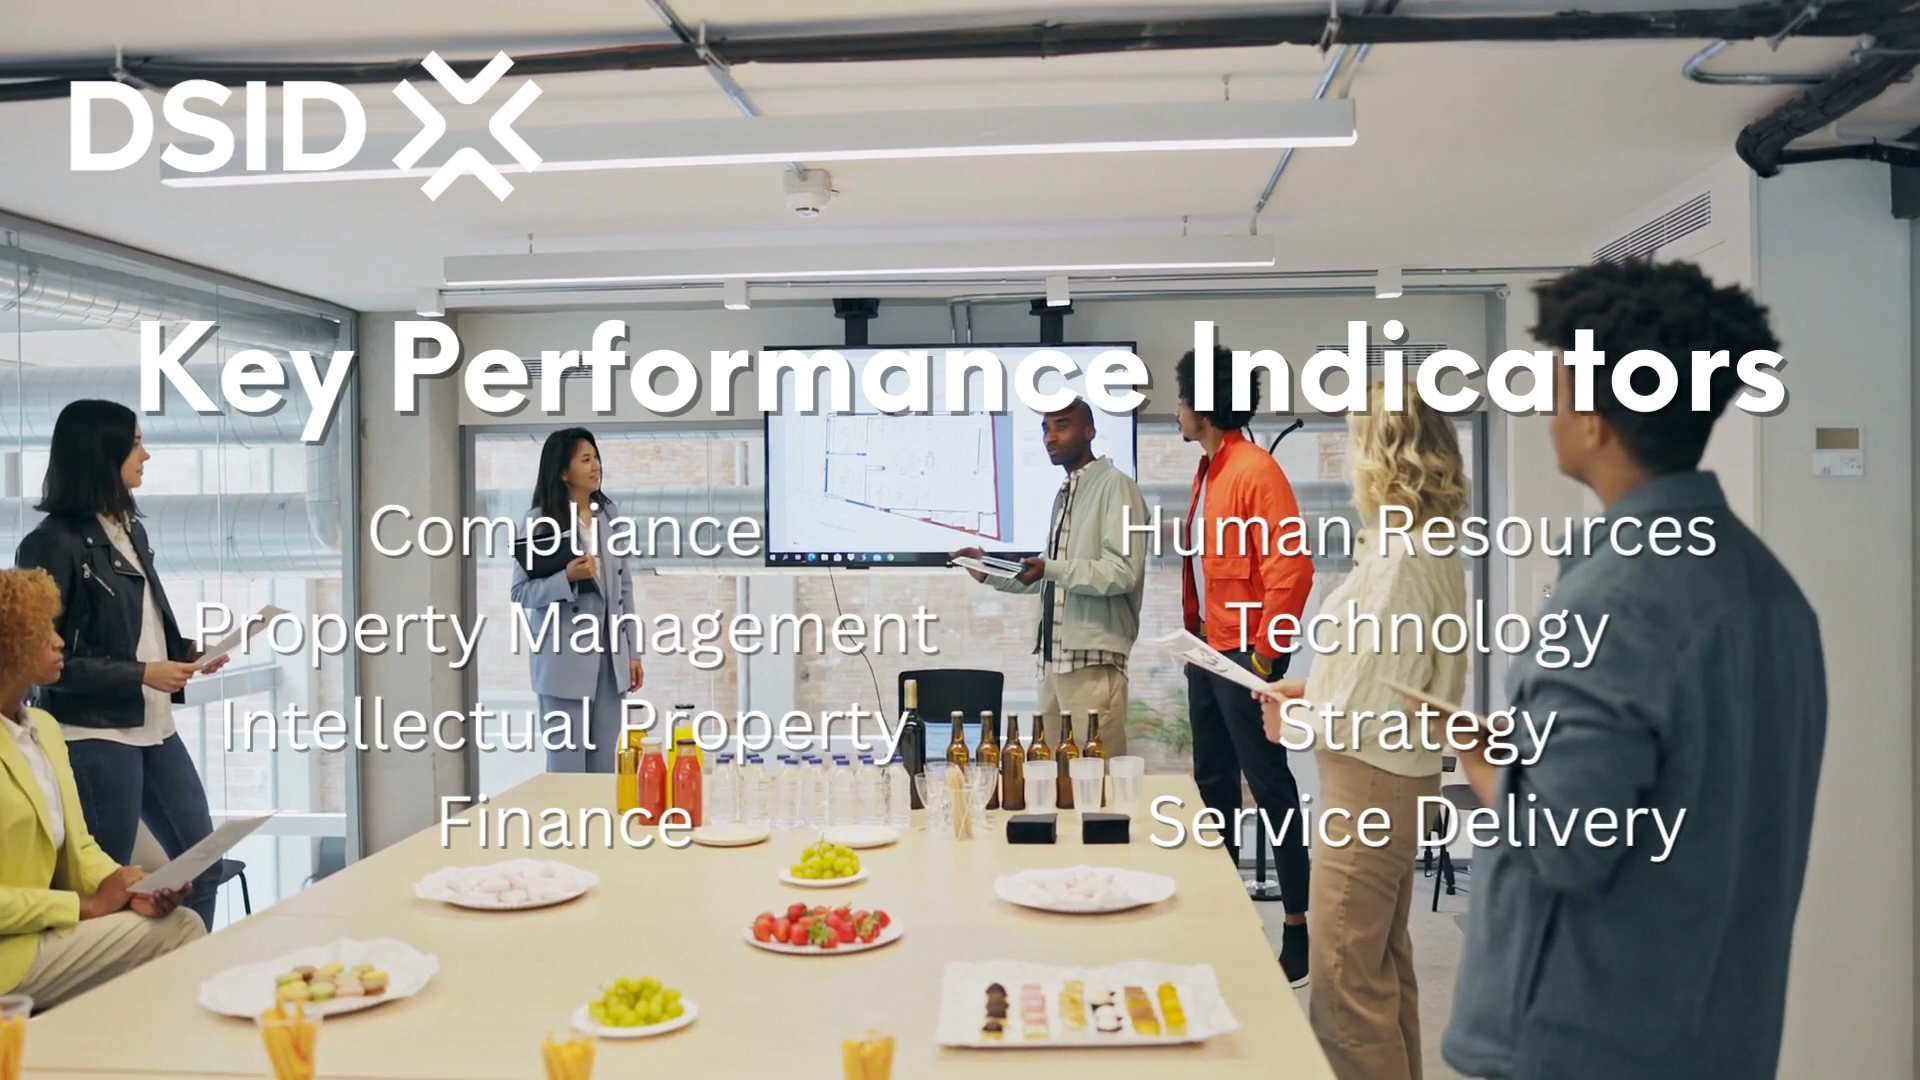 DSID
Key Performance Indicators
Compliance
Property Management
Intellectual Property
Finance
Human Resources
Technology
Strategy
Service Delivery